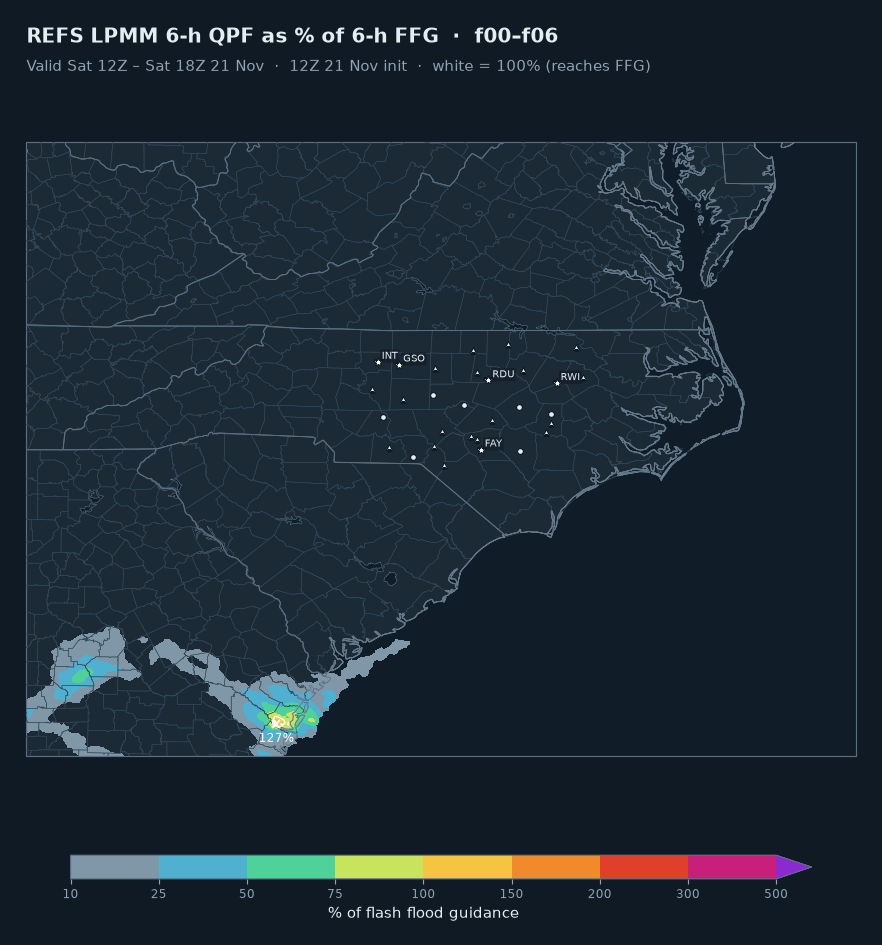 REFS LPMM 6-h QPF as % of 6-h FFG · f00–f06
Valid Sat 12Z – Sat 18Z 21 Nov · 12Z 21 Nov init · white = 100% (reaches FFG)
INT GSO
RDU
RWI
FAY
127%
10 25 50 75 100 150 200 300 500
% of flash flood guidance